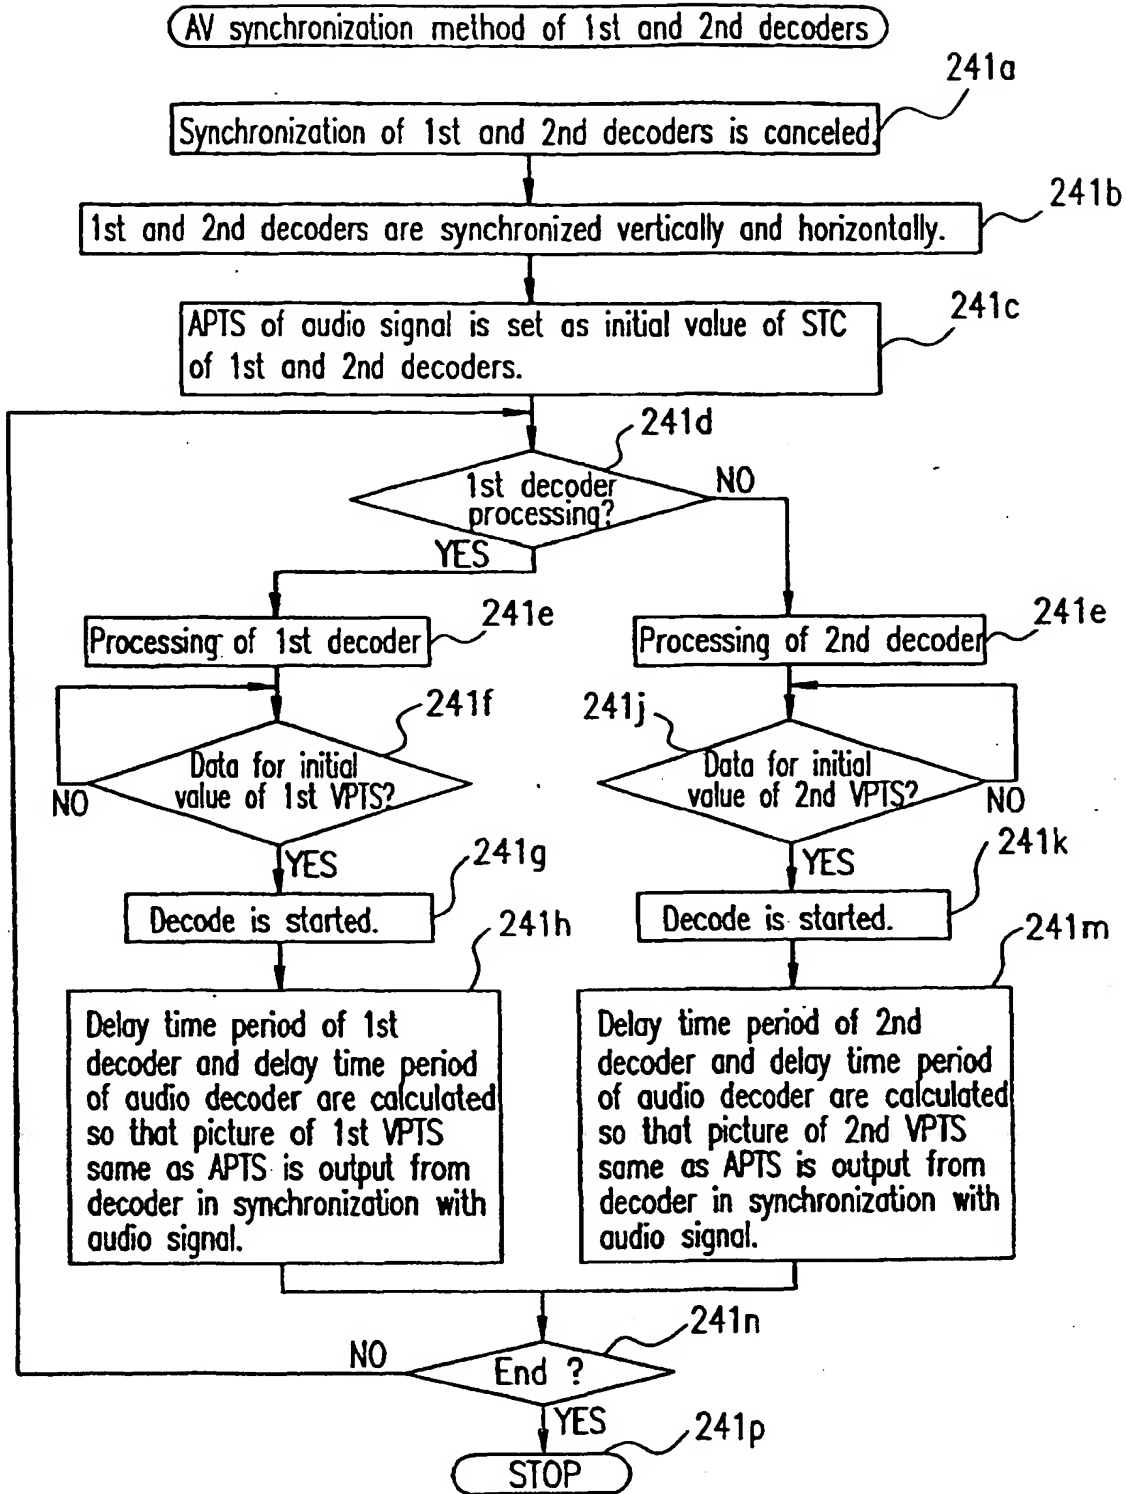 AV synchronization method of 1st and 2nd decoders
241a
Synchronization of 1st and 2nd decoders is canceled.
241b
1st and 2nd decoders are synchronized vertically and horizontally.
241c
APTS of audio signal is set as initial value of STC
of 1st and 2nd decoders.
241d
1st decoder
processing?
NO
YES
241e
Processing of 1st decoder
241e
Processing of 2nd decoder
241f
Data for initial
value of 1st VPTS?
NO
YES
241j
Data for initial
value of 2nd VPTS?
NO
YES
241g
Decode is started.
241k
Decode is started.
241h
Delay time period of 1st
decoder and delay time period
of audio decoder are calculated
so that picture of 1st VPTS
same as APTS is output from
decoder in synchronization with
audio signal.
241m
Delay time period of 2nd
decoder and delay time period
of audio decoder are calculated
so that picture of 2nd VPTS
same as APTS is output from
decoder in synchronization with
audio signal.
241n
End ?
NO
YES
241p
STOP